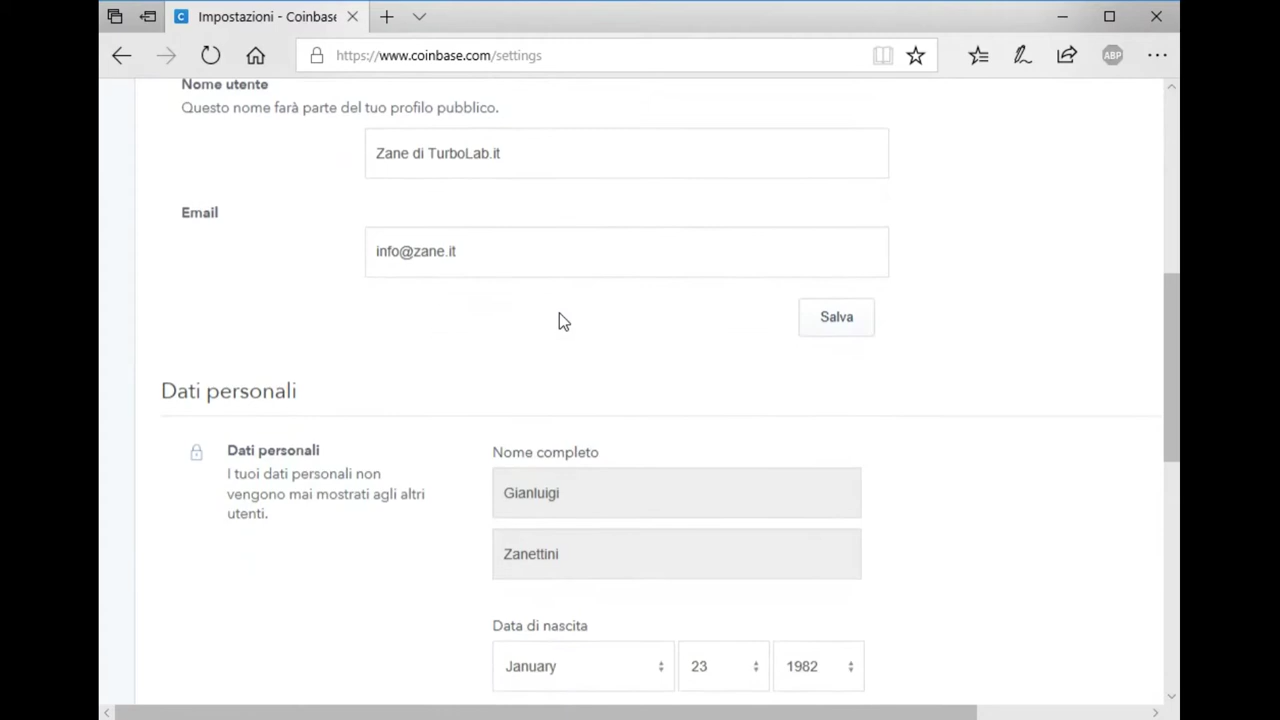 Impostazioni - Coinbase
https://www.coinbase.com/settings
ABP
Nome utente
Questo nome farà parte del tuo profilo pubblico.
Zane di TurboLab.it
Email
info@zane.it
Salva
Dati personali
Dati personali
I tuoi dati personali non
vengono mai mostrati agli altri
utenti.
Nome completo
Gianluigi
Zanettini
Data di nascita
January 23 1982